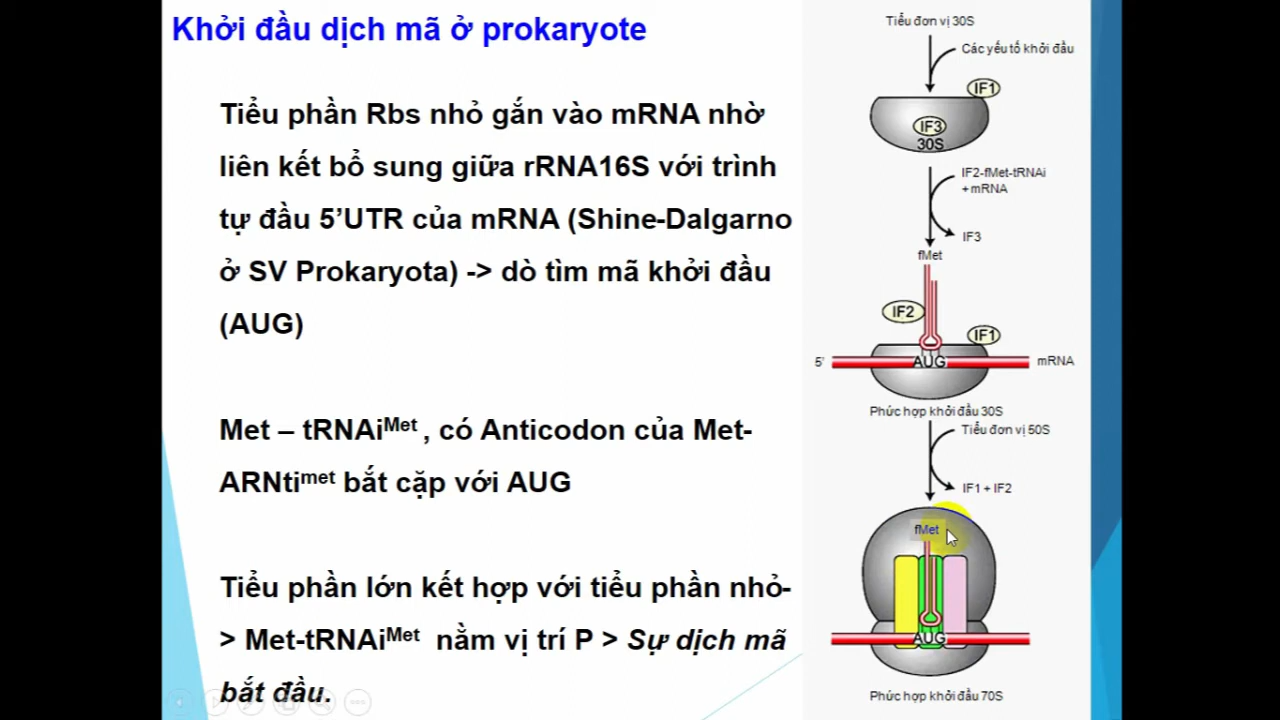 Khởi đầu dịch mã ở prokaryote
Tiểu phần Rbs nhỏ gắn vào mRNA nhờ
liên kết bổ sung giữa rRNA16S với trình
tự đầu 5’UTR của mRNA (Shine-Dalgarno
ở SV Prokaryota) -> dò tìm mã khởi đầu
(AUG)
Met – tRNAiMet , có Anticodon của Met-
ARNtimet bắt cặp với AUG
Tiểu phần lớn kết hợp với tiểu phần nhỏ-
> Met-tRNAiMet nằm vị trí P > Sự dịch mã
bắt đầu.
Tiểu đơn vị 30S
Các yếu tố khởi đầu
IF1
IF3
30S
IF2-fMet-tRNAi
+ mRNA
IF3
fMet
IF2
IF1
5’
AUG
mRNA
Phức hợp khởi đầu 30S
Tiểu đơn vị 50S
IF1 + IF2
fMet
AUG
Phức hợp khởi đầu 70S